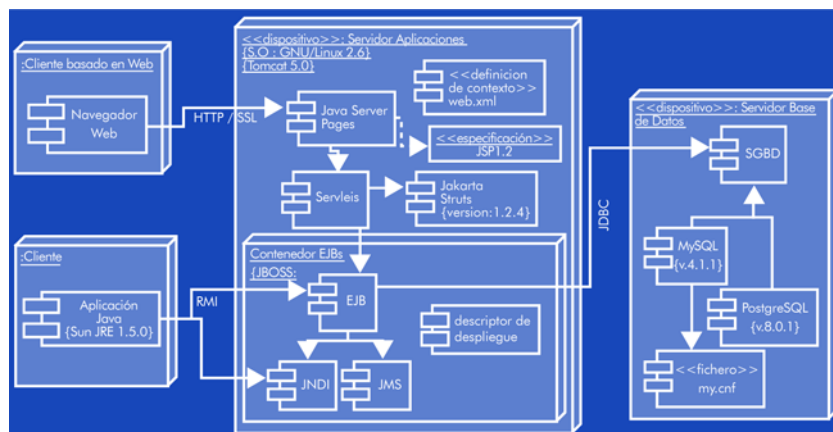 :Cliente basado en Web
Navegador
Web
HTTP / SSL
<<dispositivo>>: Servidor Aplicaciones
{S.O : GNU/Linux 2.6}
{Tomcat 5.0}
Java Server
Pages
<<definicion
de contexto>>
web.xml
<<especificación>>
JSP1.2
Servleis
Jakarta
Struts
{version:1.2.4}
Contenedor EJBs
{JBOSS:
EJB
descriptor de
despliegue
JNDI
JMS
:Cliente
Aplicación
Java
{Sun JRE 1.5.0}
RMI
JDBC
<<dispositivo>>: Servidor Base
de Datos
SGBD
MySQL
{v.4.1.1}
PostgreSQL
{v.8.0.1}
<<fichero>>
my.cnf